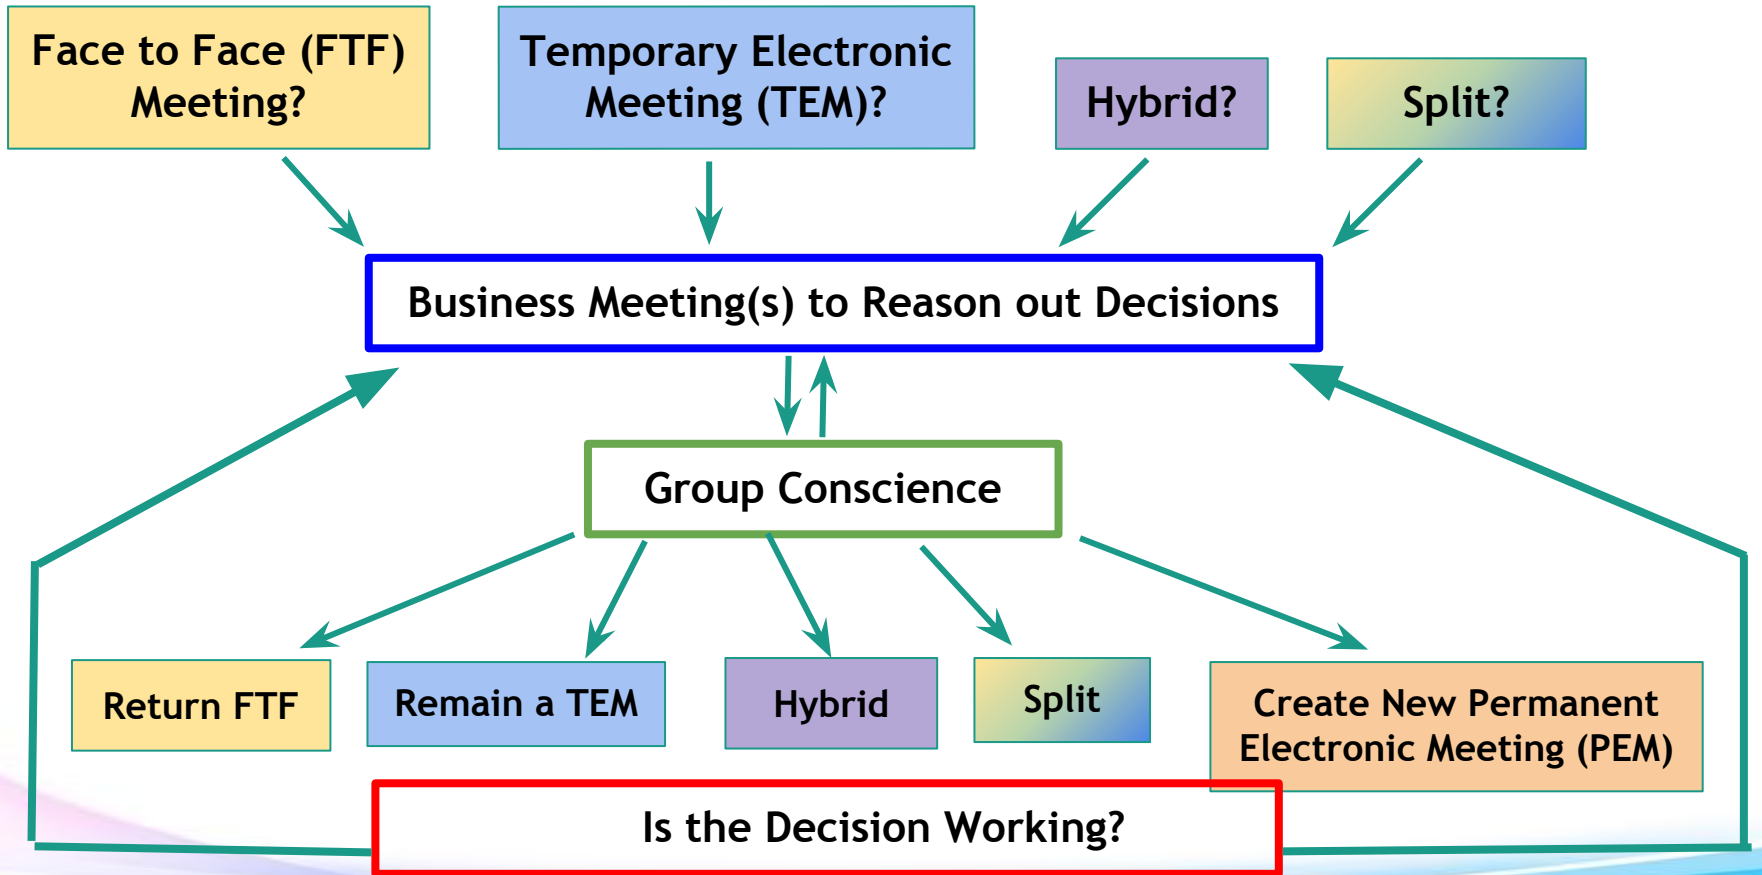 Face to Face (FTF)
Meeting?
Temporary Electronic
Meeting (TEM)?
Hybrid?
Split?
Business Meeting(s) to Reason out Decisions
Group Conscience
Return FTF
Remain a TEM
Hybrid
Split
Create New Permanent
Electronic Meeting (PEM)
Is the Decision Working?